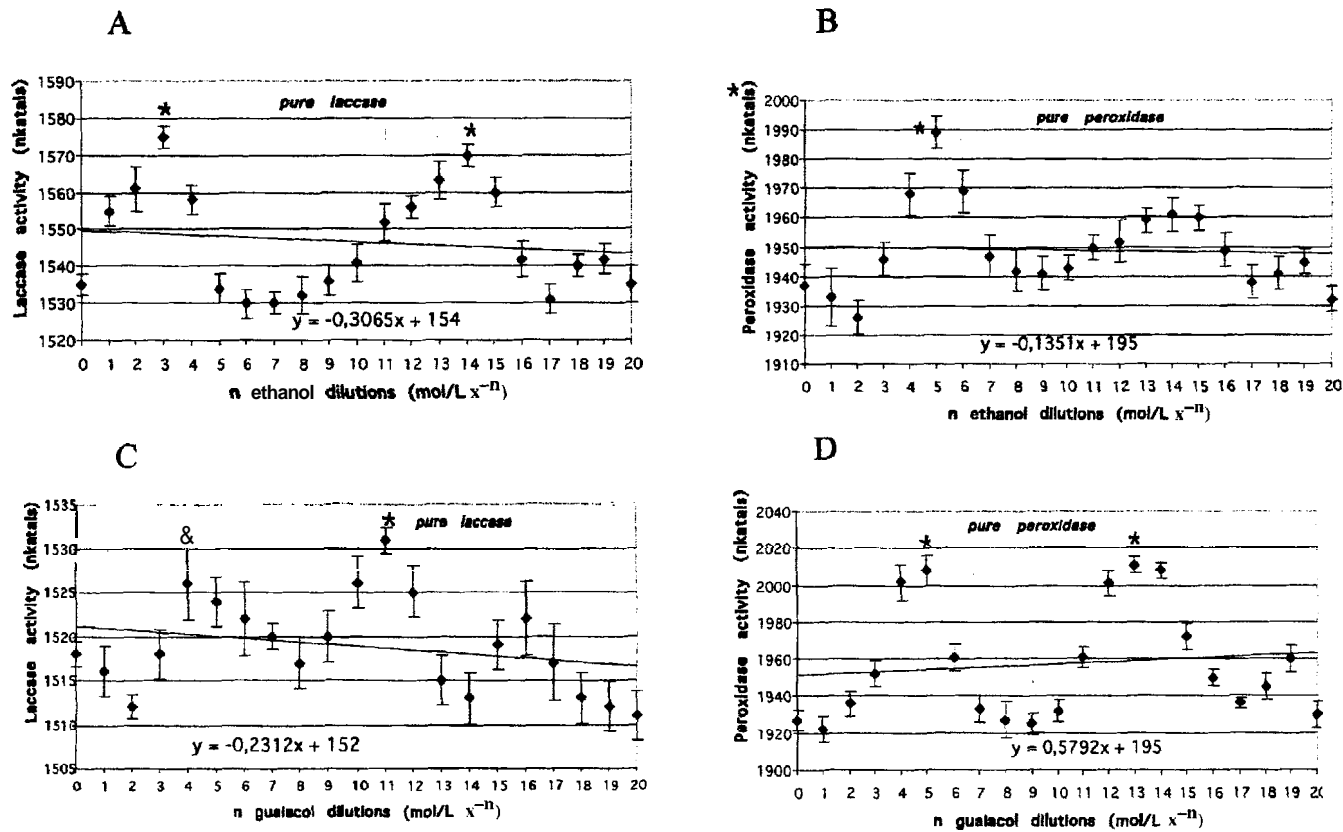 A
Laccase activity (nkatals)
1590
1580
1570
1560
1550
1540
1530
1520
pure laccase
*
*
y = -0,3065x + 154
0 1 2 3 4 5 6 7 8 9 10 11 12 13 14 15 16 17 18 19 20
n ethanol dilutions (mol/L x⁻ⁿ)
B
Peroxidase activity (nkatals)
*
2000
1990
1980
1970
1960
1950
1940
1930
1920
1910
pure peroxidase
*
y = -0,1351x + 195
0 1 2 3 4 5 6 7 8 9 10 11 12 13 14 15 16 17 18 19 20
n ethanol dilutions (mol/L x⁻ⁿ)
C
Laccase activity (nkatals)
1535
1530
1525
1520
1515
1510
1505
&
* pure laccase
y = -0,2312x + 152
0 1 2 3 4 5 6 7 8 9 10 11 12 13 14 15 16 17 18 19 20
n guaiacol dilutions (mol/L x⁻ⁿ)
D
Peroxidase activity (nkatals)
2040
2020
2000
1980
1960
1940
1920
1900
pure peroxidase
*
*
y = 0,5792x + 195
0 1 2 3 4 5 6 7 8 9 10 11 12 13 14 15 16 17 18 19 20
n guaiacol dilutions (mol/L x⁻ⁿ)